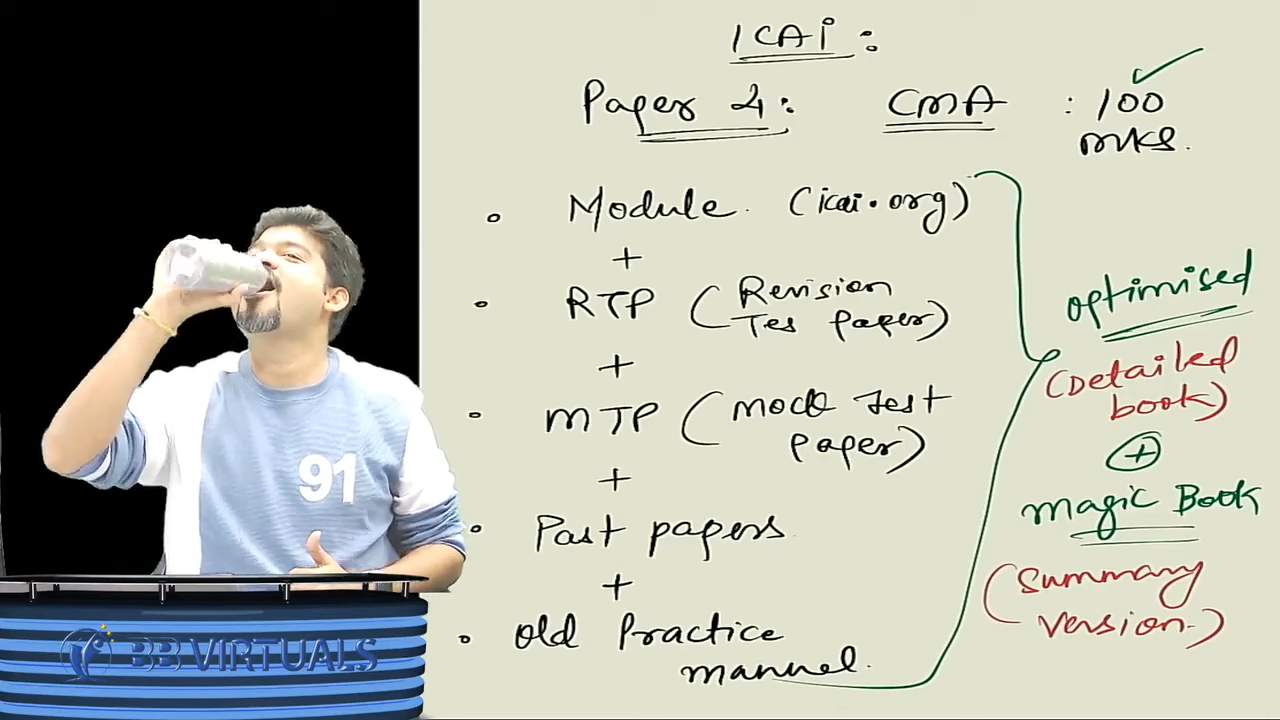 ICAI :
Paper 4 : CMA : 100
mks.
• Module. (icai.org)
+
• RTP (Revision
Tes paper)
+
• MTP (mock test
paper)
+
• Past papers
+
• Old Practice
mannel.
optimised
(Detailed
book)
+
magic Book
(Summary
version)
91
BB VIRTUALS